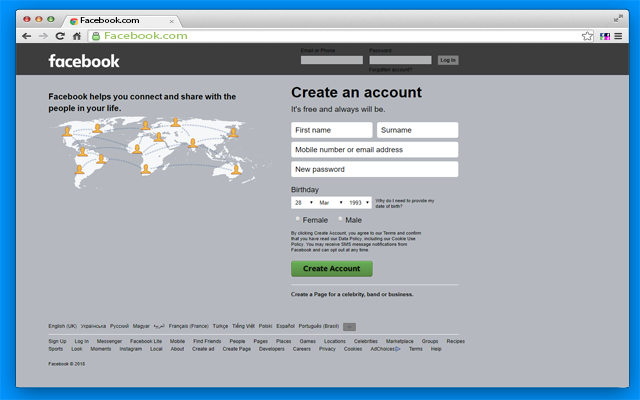 Facebook.com
Facebook.com
facebook
Email or Phone
Password
Log In
Forgotten account?
Facebook helps you connect and share with the
people in your life.
Create an account
It's free and always will be.
First name
Surname
Mobile number or email address
New password
Birthday
28 Mar 1993
Why do I need to provide my
date of birth?
Female Male
By clicking Create Account, you agree to our Terms and confirm
that you have read our Data Policy, including our Cookie Use
Policy. You may receive SMS message notifications from
Facebook and can opt out at any time.
Create Account
Create a Page for a celebrity, band or business.
English (UK) Українська Русский Magyar العربية Français (France) Türkçe Tiếng Việt Polski Español Português (Brasil)
Sign Up Log In Messenger Facebook Lite Mobile Find Friends People Pages Places Games Locations Celebrities Marketplace Groups Recipes
Sports Look Moments Instagram Local About Create ad Create Page Developers Careers Privacy Cookies AdChoices Terms Help